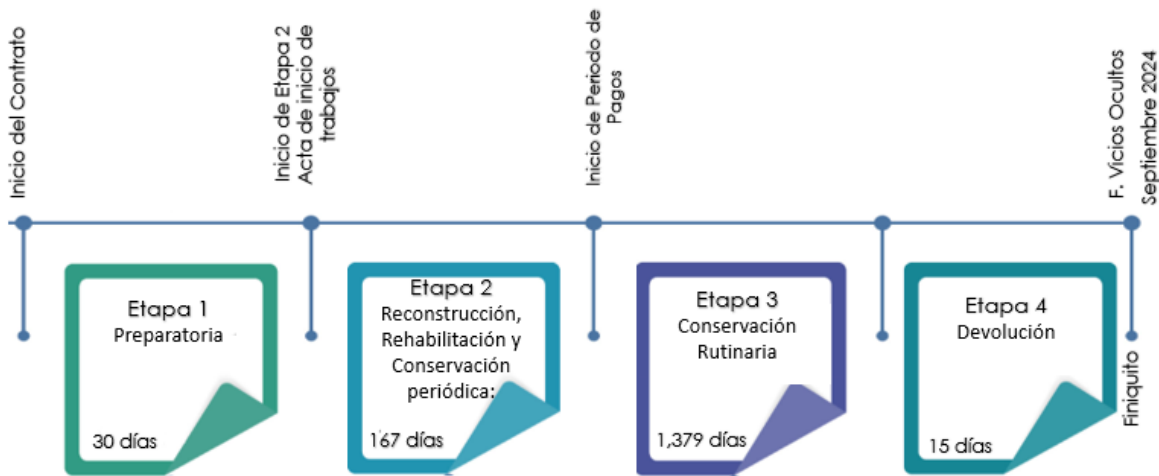 Inicio del Contrato
Inicio de Etapa 2
Acta de inicio de
trabajos
Inicio de Periodo de
Pagos
F. Vicios Ocultos
Septiembre 2024
Etapa 1
Preparatoria
30 días
Etapa 2
Reconstrucción,
Rehabilitación y
Conservación
periódica:
167 días
Etapa 3
Conservación
Rutinaria
1,379 días
Etapa 4
Devolución
15 días
Finiquito